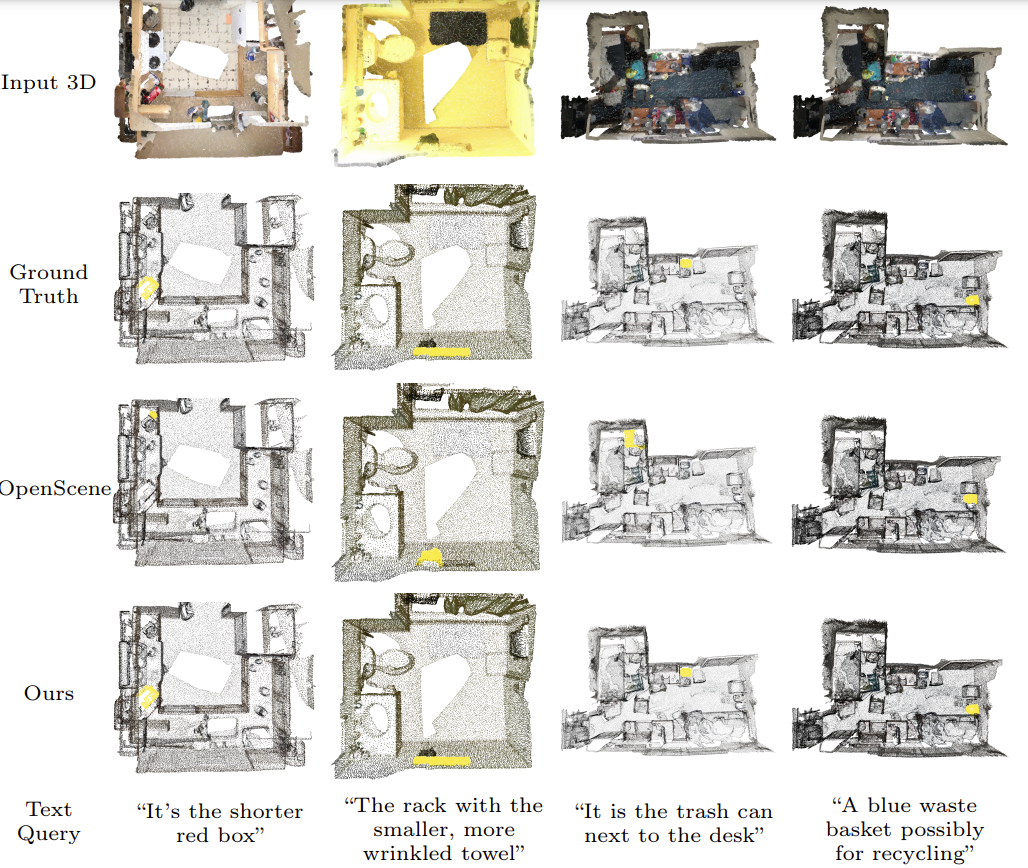 Input 3D
Ground
Truth
OpenScene
Ours
Text
Query
“It’s the shorter
red box”
“The rack with the
smaller, more
wrinkled towel”
“It is the trash can
next to the desk”
“A blue waste
basket possibly
for recycling”